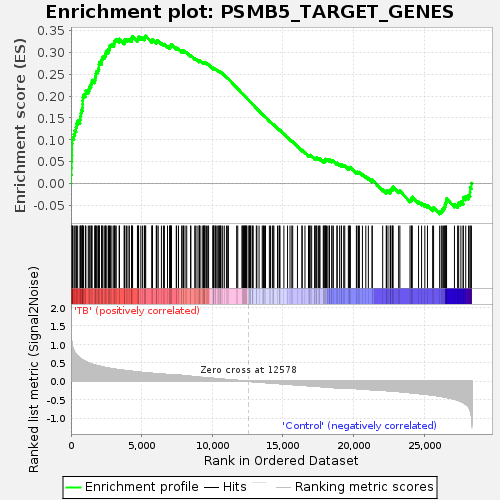 Enrichment plot: PSMB5_TARGET_GENES
Enrichment score (ES)
0.35
0.30
0.25
0.20
0.15
0.10
0.05
0.00
-0.05
Ranked list metric (Signal2Noise)
'TB' (positively correlated)
2.0
1.5
1.0
0.5
0.0
-0.5
-1.0
Zero cross at 12578
'Control' (negatively correlated)
0 5,000 10,000 15,000 20,000 25,000
Rank in Ordered Dataset
Enrichment profile Hits Ranking metric scores